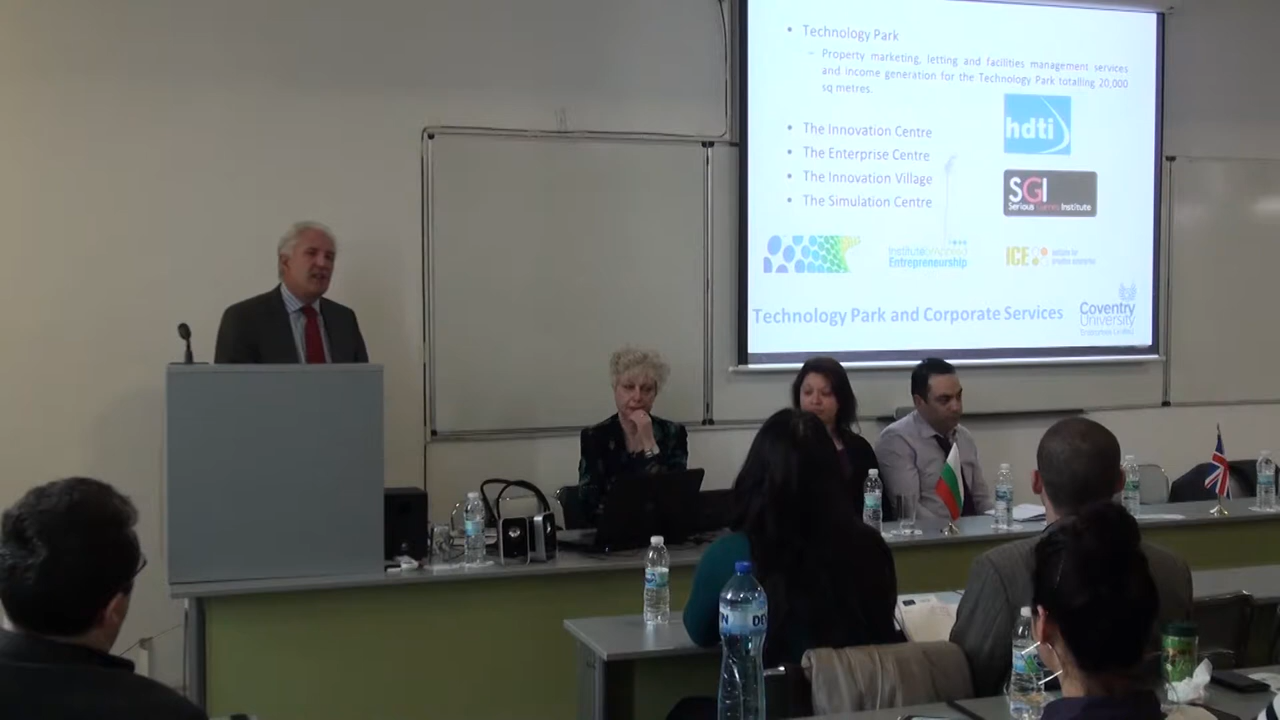 • Technology Park
– Property marketing, letting and facilities management services
and income generation for the Technology Park totalling 20,000
sq metres.
• The Innovation Centre
• The Enterprise Centre
• The Innovation Village
• The Simulation Centre
hdti
SGI
Serious Games Institute
Entrepreneurship
ICE
Technology Park and Corporate Services
Coventry
University